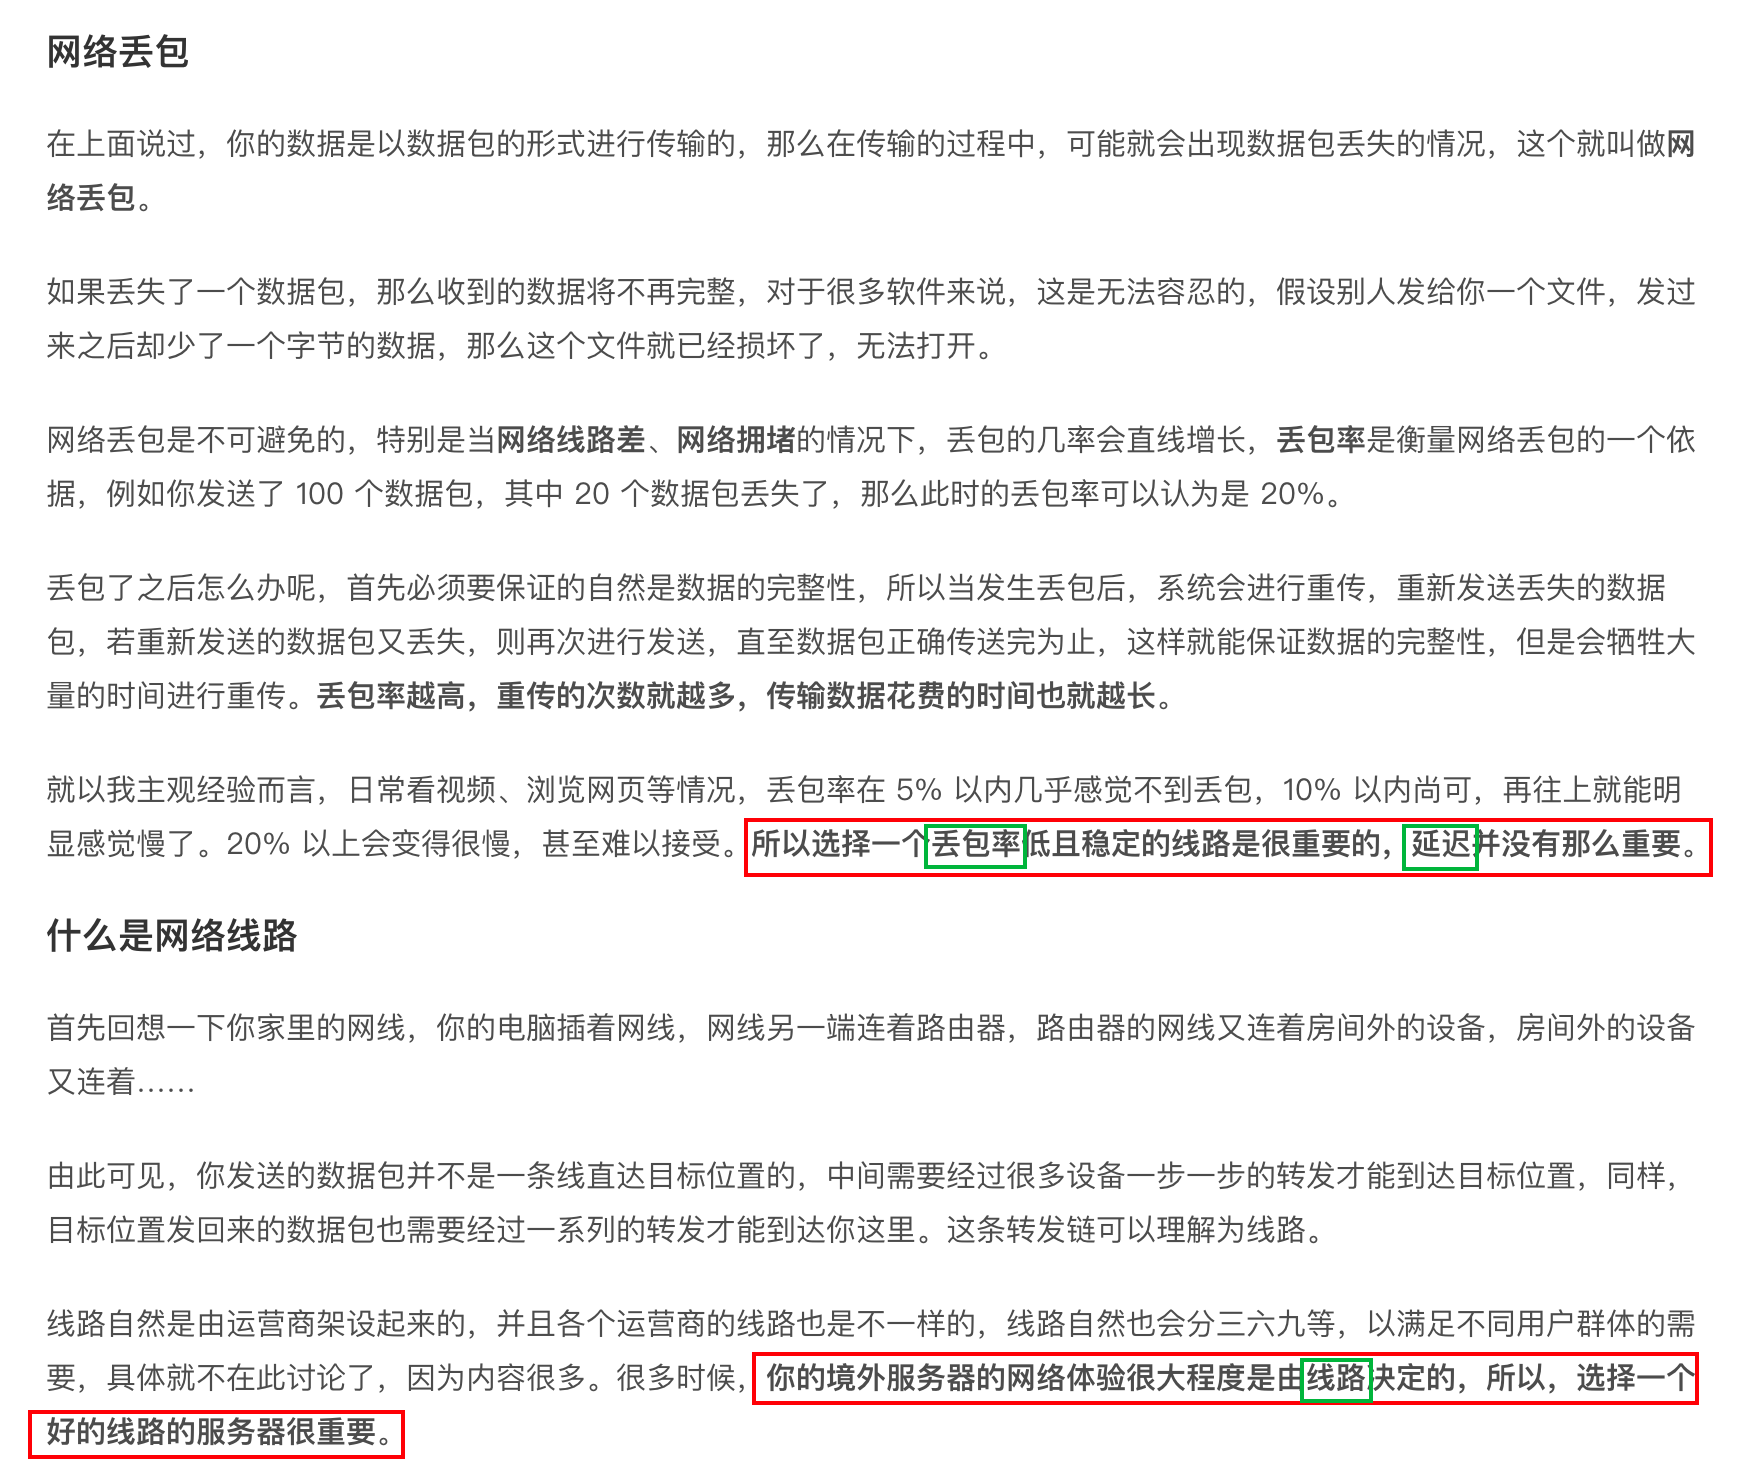 网络丢包
在上面说过，你的数据是以数据包的形式进行传输的，那么在传输的过程中，可能就会出现数据包丢失的情况，这个就叫做网
络丢包。
如果丢失了一个数据包，那么收到的数据将不再完整，对于很多软件来说，这是无法容忍的，假设别人发给你一个文件，发过
来之后却少了一个字节的数据，那么这个文件就已经损坏了，无法打开。
网络丢包是不可避免的，特别是当网络线路差、网络拥堵的情况下，丢包的几率会直线增长，丢包率是衡量网络丢包的一个依
据，例如你发送了 100 个数据包，其中 20 个数据包丢失了，那么此时的丢包率可以认为是 20%。
丢包了之后怎么办呢，首先必须要保证的自然是数据的完整性，所以当发生丢包后，系统会进行重传，重新发送丢失的数据
包，若重新发送的数据包又丢失，则再次进行发送，直至数据包正确传送完为止，这样就能保证数据的完整性，但是会牺牲大
量的时间进行重传。丢包率越高，重传的次数就越多，传输数据花费的时间也就越长。
就以我主观经验而言，日常看视频、浏览网页等情况，丢包率在 5% 以内几乎感觉不到丢包，10% 以内尚可，再往上就能明
显感觉慢了。20% 以上会变得很慢，甚至难以接受。所以选择一个丢包率低且稳定的线路是很重要的，延迟并没有那么重要。
什么是网络线路
首先回想一下你家里的网线，你的电脑插着网线，网线另一端连着路由器，路由器的网线又连着房间外的设备，房间外的设备
又连着……
由此可见，你发送的数据包并不是一条线直达目标位置的，中间需要经过很多设备一步一步的转发才能到达目标位置，同样，
目标位置发回来的数据包也需要经过一系列的转发才能到达你这里。这条转发链可以理解为线路。
线路自然是由运营商架设起来的，并且各个运营商的线路也是不一样的，线路自然也会分三六九等，以满足不同用户群体的需
要，具体就不在此讨论了，因为内容很多。很多时候，你的境外服务器的网络体验很大程度是由线路决定的，所以，选择一个
好的线路的服务器很重要。